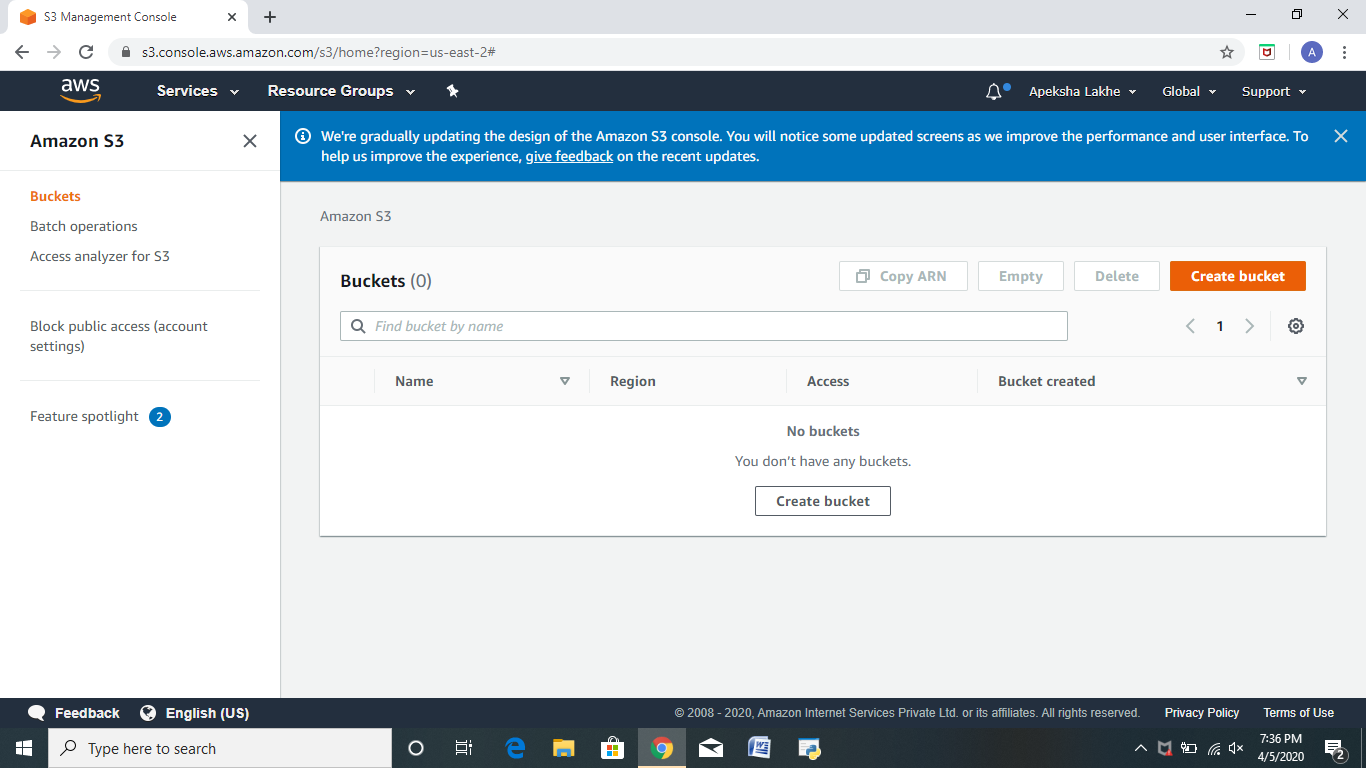 S3 Management Console
s3.console.aws.amazon.com/s3/home?region=us-east-2#
A
aws
Services
Resource Groups
Apeksha Lakhe
Global
Support
Amazon S3
Buckets
Batch operations
Access analyzer for S3
Block public access (account
settings)
Feature spotlight 2
We're gradually updating the design of the Amazon S3 console. You will notice some updated screens as we improve the performance and user interface. To
help us improve the experience, give feedback on the recent updates.
Amazon S3
Buckets (0)
Copy ARN
Empty
Delete
Create bucket
Find bucket by name
1
Name
Region
Access
Bucket created
No buckets
You don't have any buckets.
Create bucket
Feedback
English (US)
© 2008 - 2020, Amazon Internet Services Private Ltd. or its affiliates. All rights reserved.
Privacy Policy
Terms of Use
Type here to search
7:36 PM
4/5/2020
2